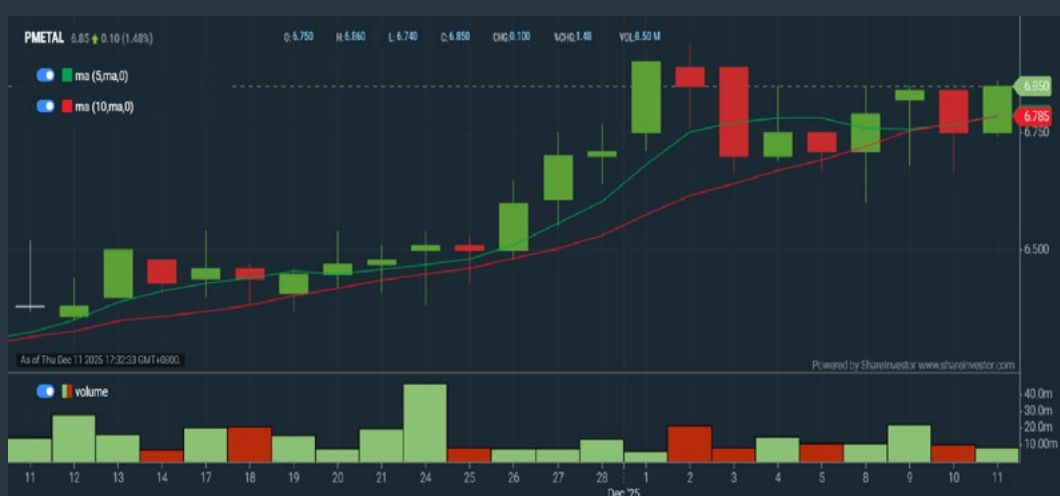 PMETAL 6.85 0.10 (1.48%) O: 6.750 H: 6.860 L: 6.740 C: 6.850 CHG:0.100 %CHG:1.48 VOL:8.50 M
ma (5,ma,0)
ma (10,ma,0)
6.850
6.785
6.750
6.500
As of Thu Dec 11 2025 17:32:33 GMT+0800.
Powered by ShareInvestor www.shareinvestor.com
volume
40.0m
30.0m
20.0m
10.00m
11 12 13 14 17 18 19 20 21 24 25 26 27 28 1 2 3 4 5 8 9 10 11
Dec '25